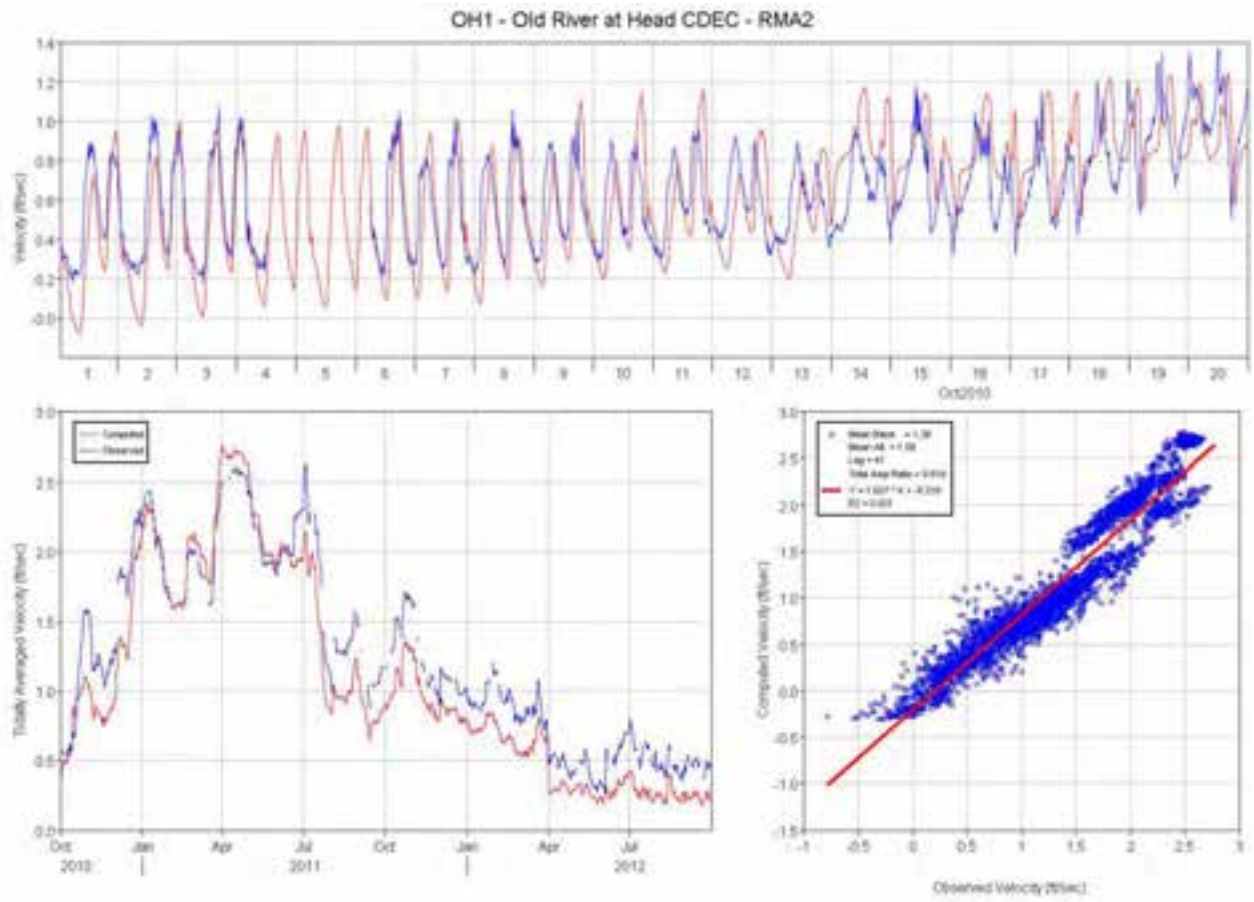 OH1 - Old River at Head CDEC - RMA2
Velocity (ft/sec)
1.4
1.2
1.0
0.8
0.6
0.4
0.2
-0.0
1 2 3 4 5 6 7 8 9 10 11 12 13 14 15 16 17 18 19 20
Oct2010
Tidally Averaged Velocity (ft/sec)
3.0
2.5
2.0
1.5
1.0
0.5
0.0
Computed
Observed
Oct Jan Apr Jul Oct Jan Apr Jul
2010 2011 2012
Computed Velocity (ft/sec)
3.0
2.5
2.0
1.5
1.0
0.5
0.0
-0.5
-1.0
-1.5
-1 -0.5 0 0.5 1 1.5 2 2.5 3
Observed Velocity (ft/sec)